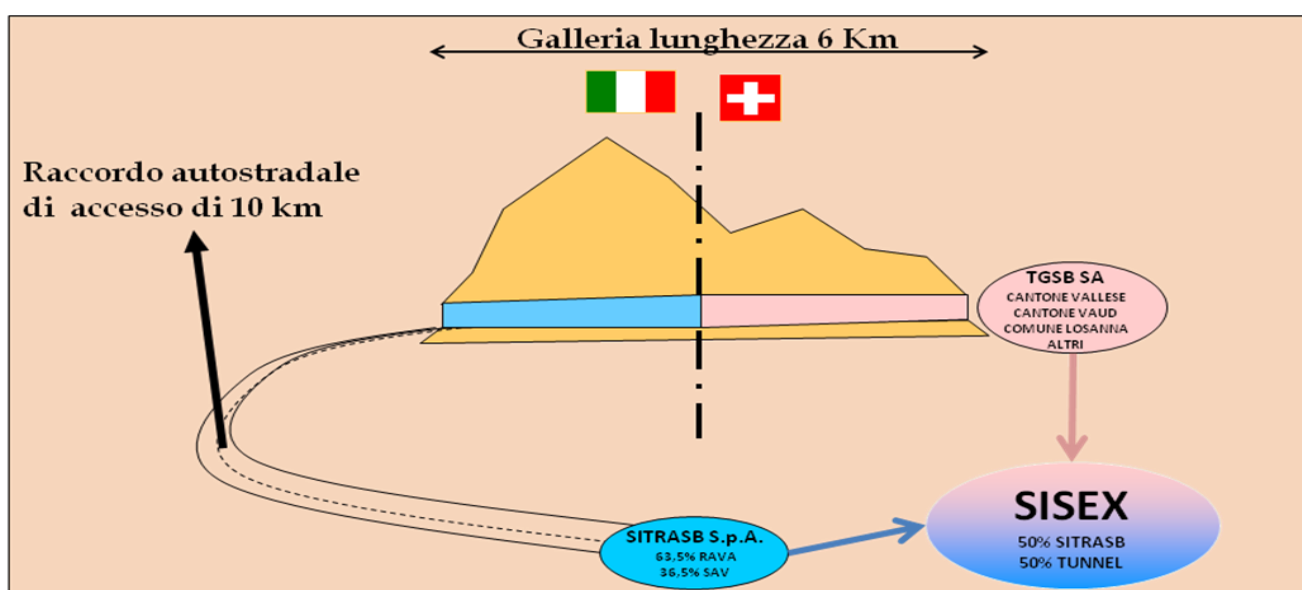 Galleria lunghezza 6 Km
Raccordo autostradale
di accesso di 10 km
TGSB SA
CANTONE VALLESE
CANTONE VAUD
COMUNE LOSANNA
ALTRI
SITRASB S.p.A.
63,5% RAVA
36,5% SAV
SISEX
50% SITRASB
50% TUNNEL